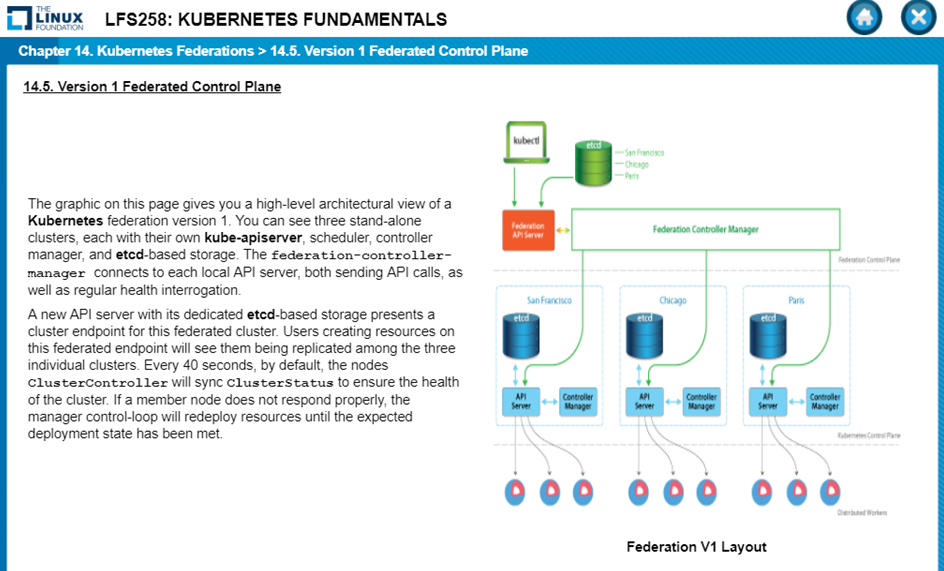 THE
LINUX
FOUNDATION
LFS258: KUBERNETES FUNDAMENTALS
Chapter 14. Kubernetes Federations > 14.5. Version 1 Federated Control Plane
14.5. Version 1 Federated Control Plane
The graphic on this page gives you a high-level architectural view of a
Kubernetes federation version 1. You can see three stand-alone
clusters, each with their own kube-apiserver, scheduler, controller
manager, and etcd-based storage. The federation-controller-
manager connects to each local API server, both sending API calls, as
well as regular health interrogation.
A new API server with its dedicated etcd-based storage presents a
cluster endpoint for this federated cluster. Users creating resources on
this federated endpoint will see them being replicated among the three
individual clusters. Every 40 seconds, by default, the nodes
ClusterController will sync ClusterStatus to ensure the health
of the cluster. If a member node does not respond properly, the
manager control-loop will redeploy resources until the expected
deployment state has been met.
kubectl
etcd
San Francisco
Chicago
Paris
Federation
API Server
Federation Controller Manager
Federation Control Plane
San Francisco
Chicago
Paris
etcd
etcd
etcd
API
Server
Controller
Manager
API
Server
Controller
Manager
API
Server
Controller
Manager
Kubernetes Control Plane
Distributed Workers
Federation V1 Layout